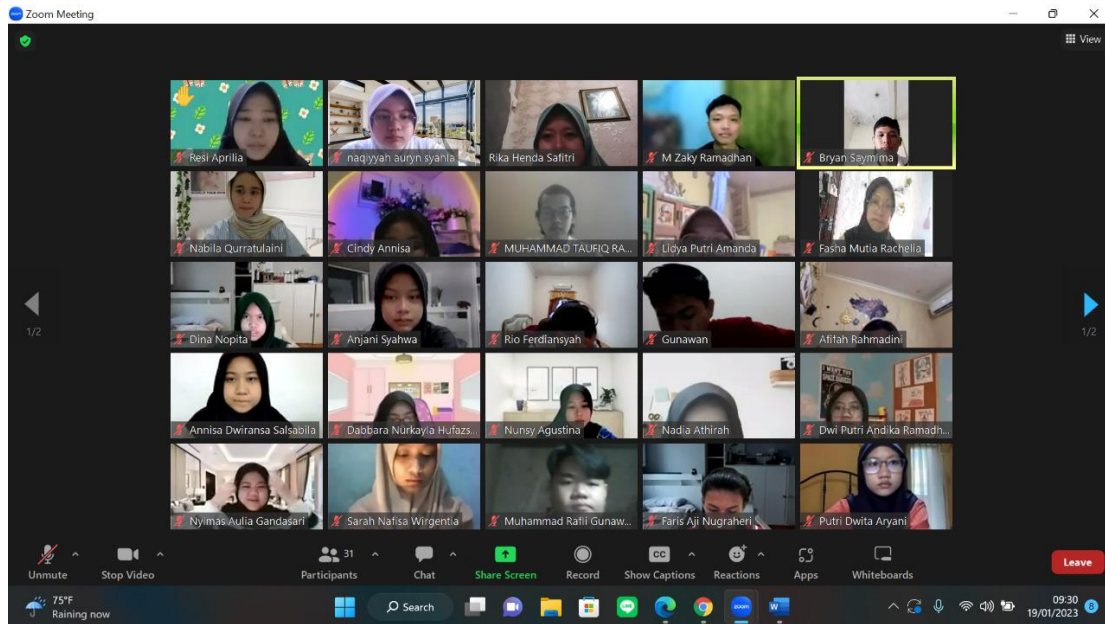 Zoom Meeting
View
Resi Aprilia
naqiyyah auryn syahla
Rika Henda Safitri
M Zaky Ramadhan
Bryan Saymima
Nabila Qurratulaini
Cindy Annisa
MUHAMMAD TAUFIQ RA...
Lidya Putri Amanda
Fasha Mutia Rachelia
1/2
1/2
Dina Nopita
Anjani Syahwa
Rio Ferdiansyah
Gunawan
Afifah Rahmadini
Annisa Dwiransa Salsabila
Dabbara Nurkayla Hufazs...
Nunsy Agustina
Nadia Athirah
Dwi Putri Andika Ramadh...
Nyimas Aulia Gandasari
Sarah Nafisa Wirgentia
Muhammad Rafli Gunaw...
Faris Aji Nugraheri
Putri Dwita Aryani
Unmute
Stop Video
31
Participants
Chat
Share Screen
Record
CC
Show Captions
Reactions
Apps
Whiteboards
Leave
75°F
Raining now
Search
zoom
W
09:30
19/01/2023
8